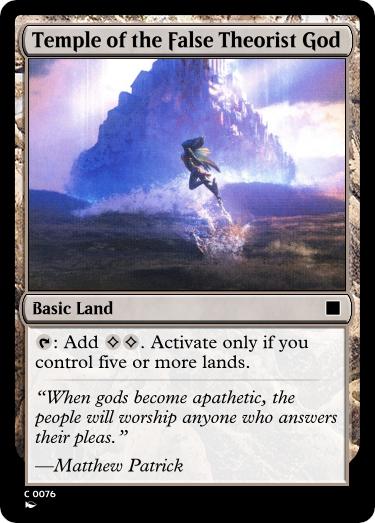 Temple of the False Theorist God
Basic Land
: Add . Activate only if you
control five or more lands.
“When gods become apathetic, the
people will worship anyone who answers
their pleas.”
—Matthew Patrick
C 0076